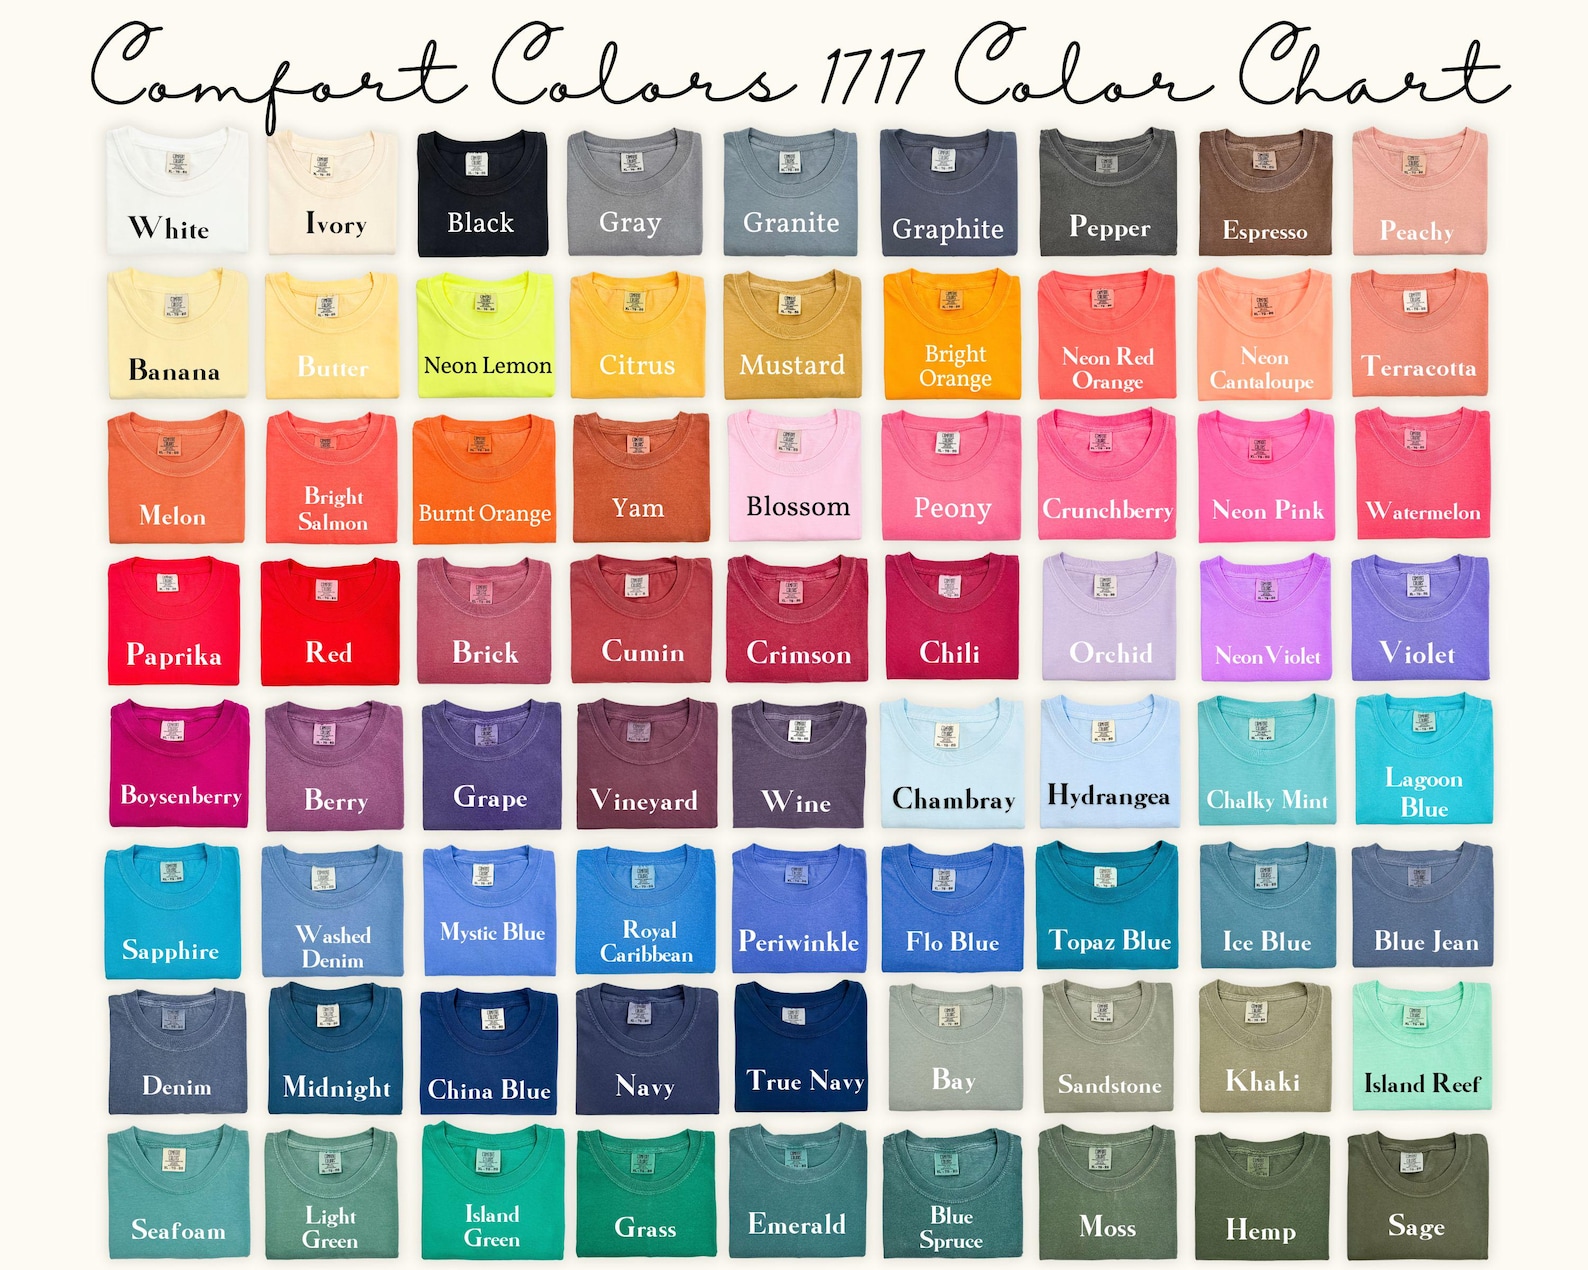 Comfort Colors 1717 Color Chart
White
Ivory
Black
Gray
Granite
Graphite
Pepper
Espresso
Peachy
Banana
Butter
Neon Lemon
Citrus
Mustard
Bright
Orange
Neon Red
Orange
Neon
Cantaloupe
Terracotta
Melon
Bright
Salmon
Burnt Orange
Yam
Blossom
Peony
Crunchberry
Neon Pink
Watermelon
Paprika
Red
Brick
Cumin
Crimson
Chili
Orchid
Neon Violet
Violet
Boysenberry
Berry
Grape
Vineyard
Wine
Chambray
Hydrangea
Chalky Mint
Lagoon
Blue
Sapphire
Washed
Denim
Mystic Blue
Royal
Caribbean
Periwinkle
Flo Blue
Topaz Blue
Ice Blue
Blue Jean
Denim
Midnight
China Blue
Navy
True Navy
Bay
Sandstone
Khaki
Island Reef
Seafoam
Light
Green
Island
Green
Grass
Emerald
Blue
Spruce
Moss
Hemp
Sage